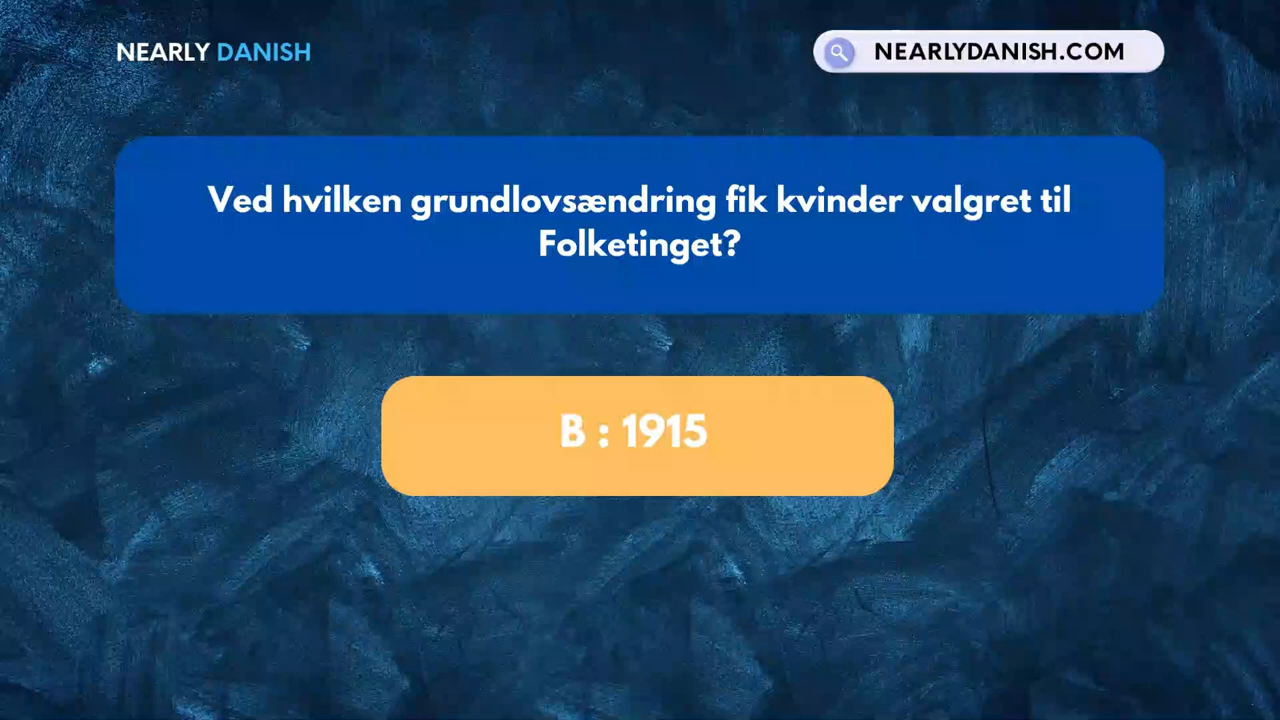 NEARLY DANISH
NEARLYDANISH.COM
Ved hvilken grundlovsændring fik kvinder valgret til
Folketinget?
B : 1915